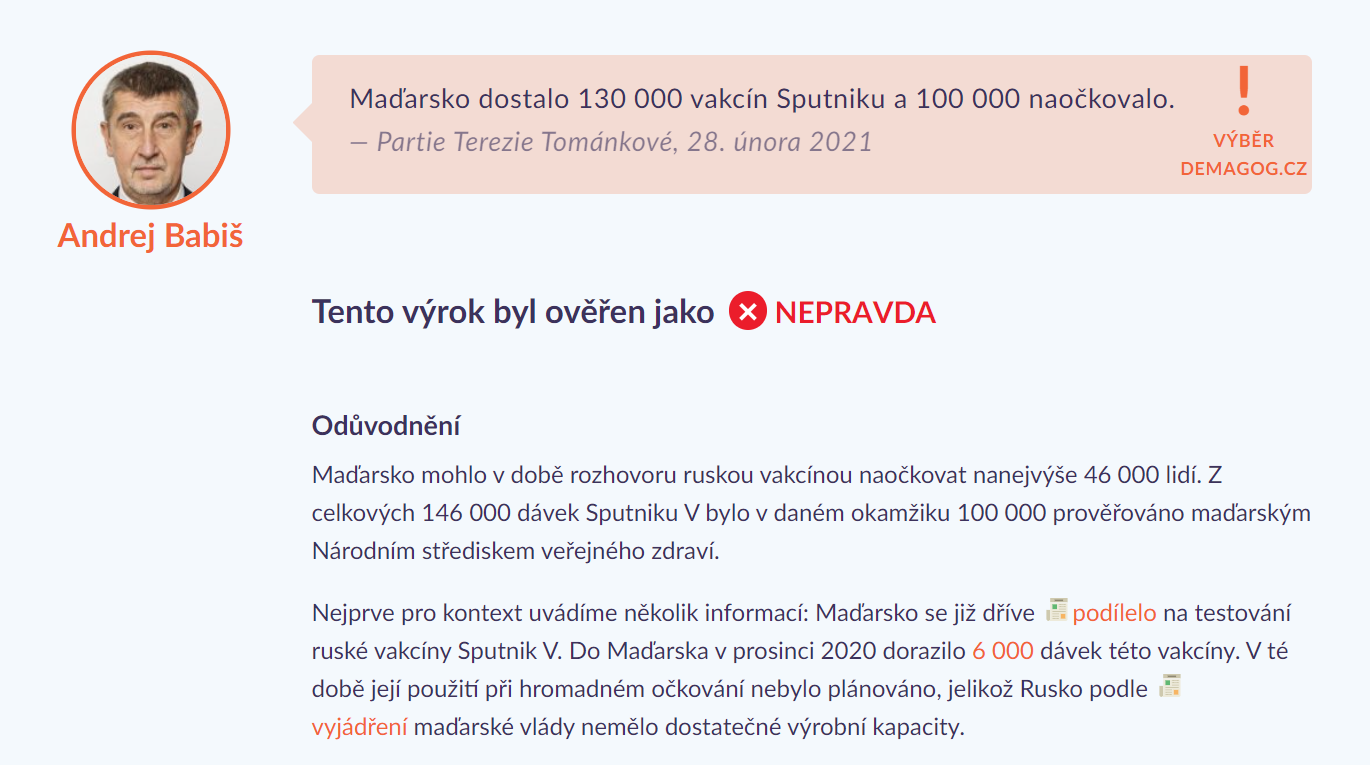 Maďarsko dostalo 130 000 vakcín Sputniku a 100 000 naočkovalo.
— Partie Terezie Tománkové, 28. února 2021
!
VÝBĚR
DEMAGOG.CZ
Andrej Babiš
Tento výrok byl ověřen jako NEPRAVDA
Odůvodnění
Maďarsko mohlo v době rozhovoru ruskou vakcínou naočkovat nanejvýše 46 000 lidí. Z
celkových 146 000 dávek Sputniku V bylo v daném okamžiku 100 000 prověřováno maďarským
Národním střediskem veřejného zdraví.
Nejprve pro kontext uvádíme několik informací: Maďarsko se již dříve podílelo na testování
ruské vakcíny Sputnik V. Do Maďarska v prosinci 2020 dorazilo 6 000 dávek této vakcíny. V té
době její použití při hromadném očkování nebylo plánováno, jelikož Rusko podle
vyjádření maďarské vlády nemělo dostatečné výrobní kapacity.